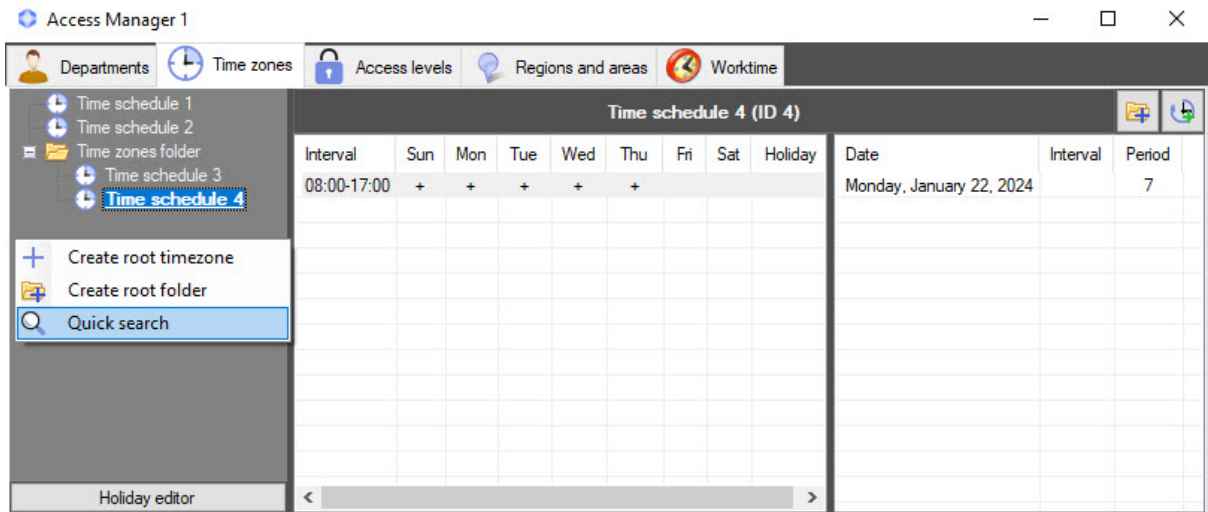 Access Manager 1
Departments Time zones Access levels Regions and areas Worktime
Time schedule 1
Time schedule 2
Time zones folder
Time schedule 3
Time schedule 4
Create root timezone
Create root folder
Quick search
Holiday editor
Time schedule 4 (ID 4)
Interval Sun Mon Tue Wed Thu Fri Sat Holiday
08:00-17:00 + + + + +
Date Interval Period
Monday, January 22, 2024 7